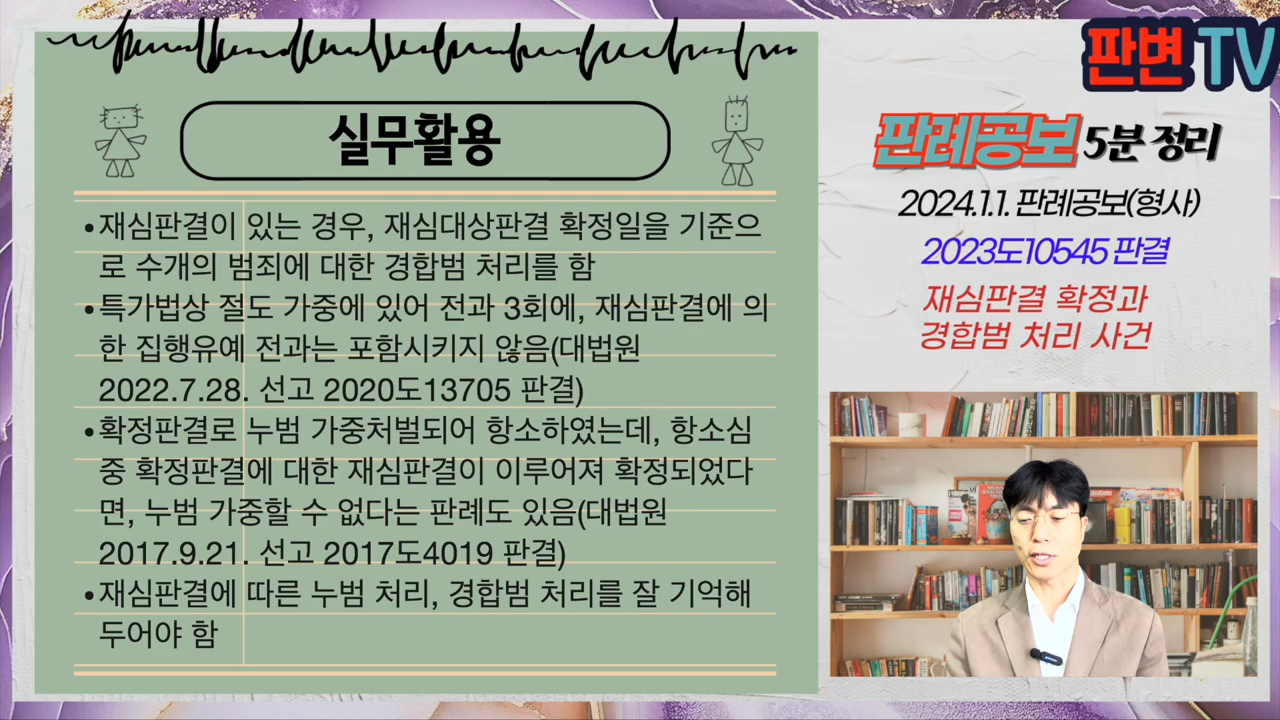 실무활용
•재심판결이 있는 경우, 재심대상판결 확정일을 기준으
로 수개의 범죄에 대한 경합범 처리를 함
•특가법상 절도 가중에 있어 전과 3회에, 재심판결에 의
한 집행유예 전과는 포함시키지 않음(대법원
2022.7.28. 선고 2020도13705 판결)
•확정판결로 누범 가중처벌되어 항소하였는데, 항소심
중 확정판결에 대한 재심판결이 이루어져 확정되었다
면, 누범 가중할 수 없다는 판례도 있음(대법원
2017.9.21. 선고 2017도4019 판결)
•재심판결에 따른 누범 처리, 경합범 처리를 잘 기억해
두어야 함
판변 TV
판례공보 5분 정리
2024.1.1. 판례공보(형사)
2023도10545 판결
재심판결 확정과
경합범 처리 사건